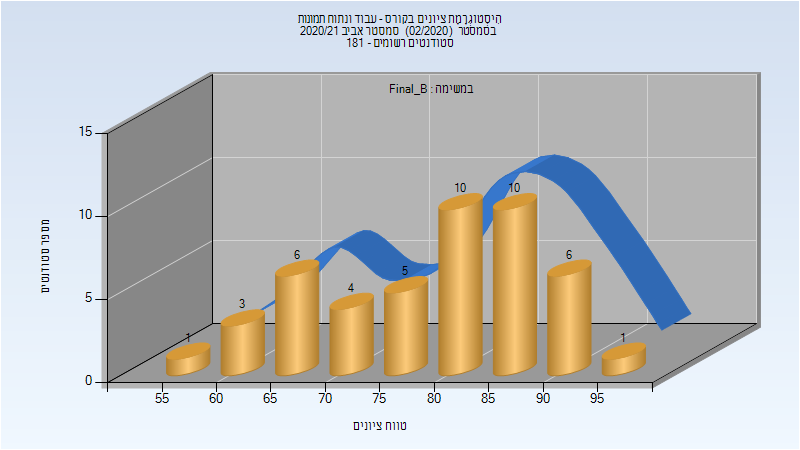 היסטוגרמת ציונים בקורס - עבוד ונתוח תמונות
בסמסטר (02/2020) סמסטר אביב 2020/21
סטודנטים רשומים - 181
במשימה : Final_B
מספר סטודנטים
15
10
5
0
1
3
6
4
5
10
10
6
1
55 60 65 70 75 80 85 90 95
טווח ציונים